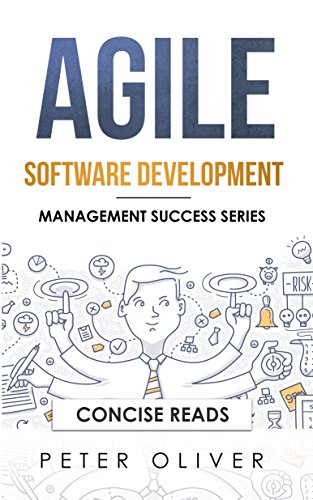 AGILE
SOFTWARE DEVELOPMENT
MANAGEMENT SUCCESS SERIES
RISK
CONCISE READS
PETER OLIVER